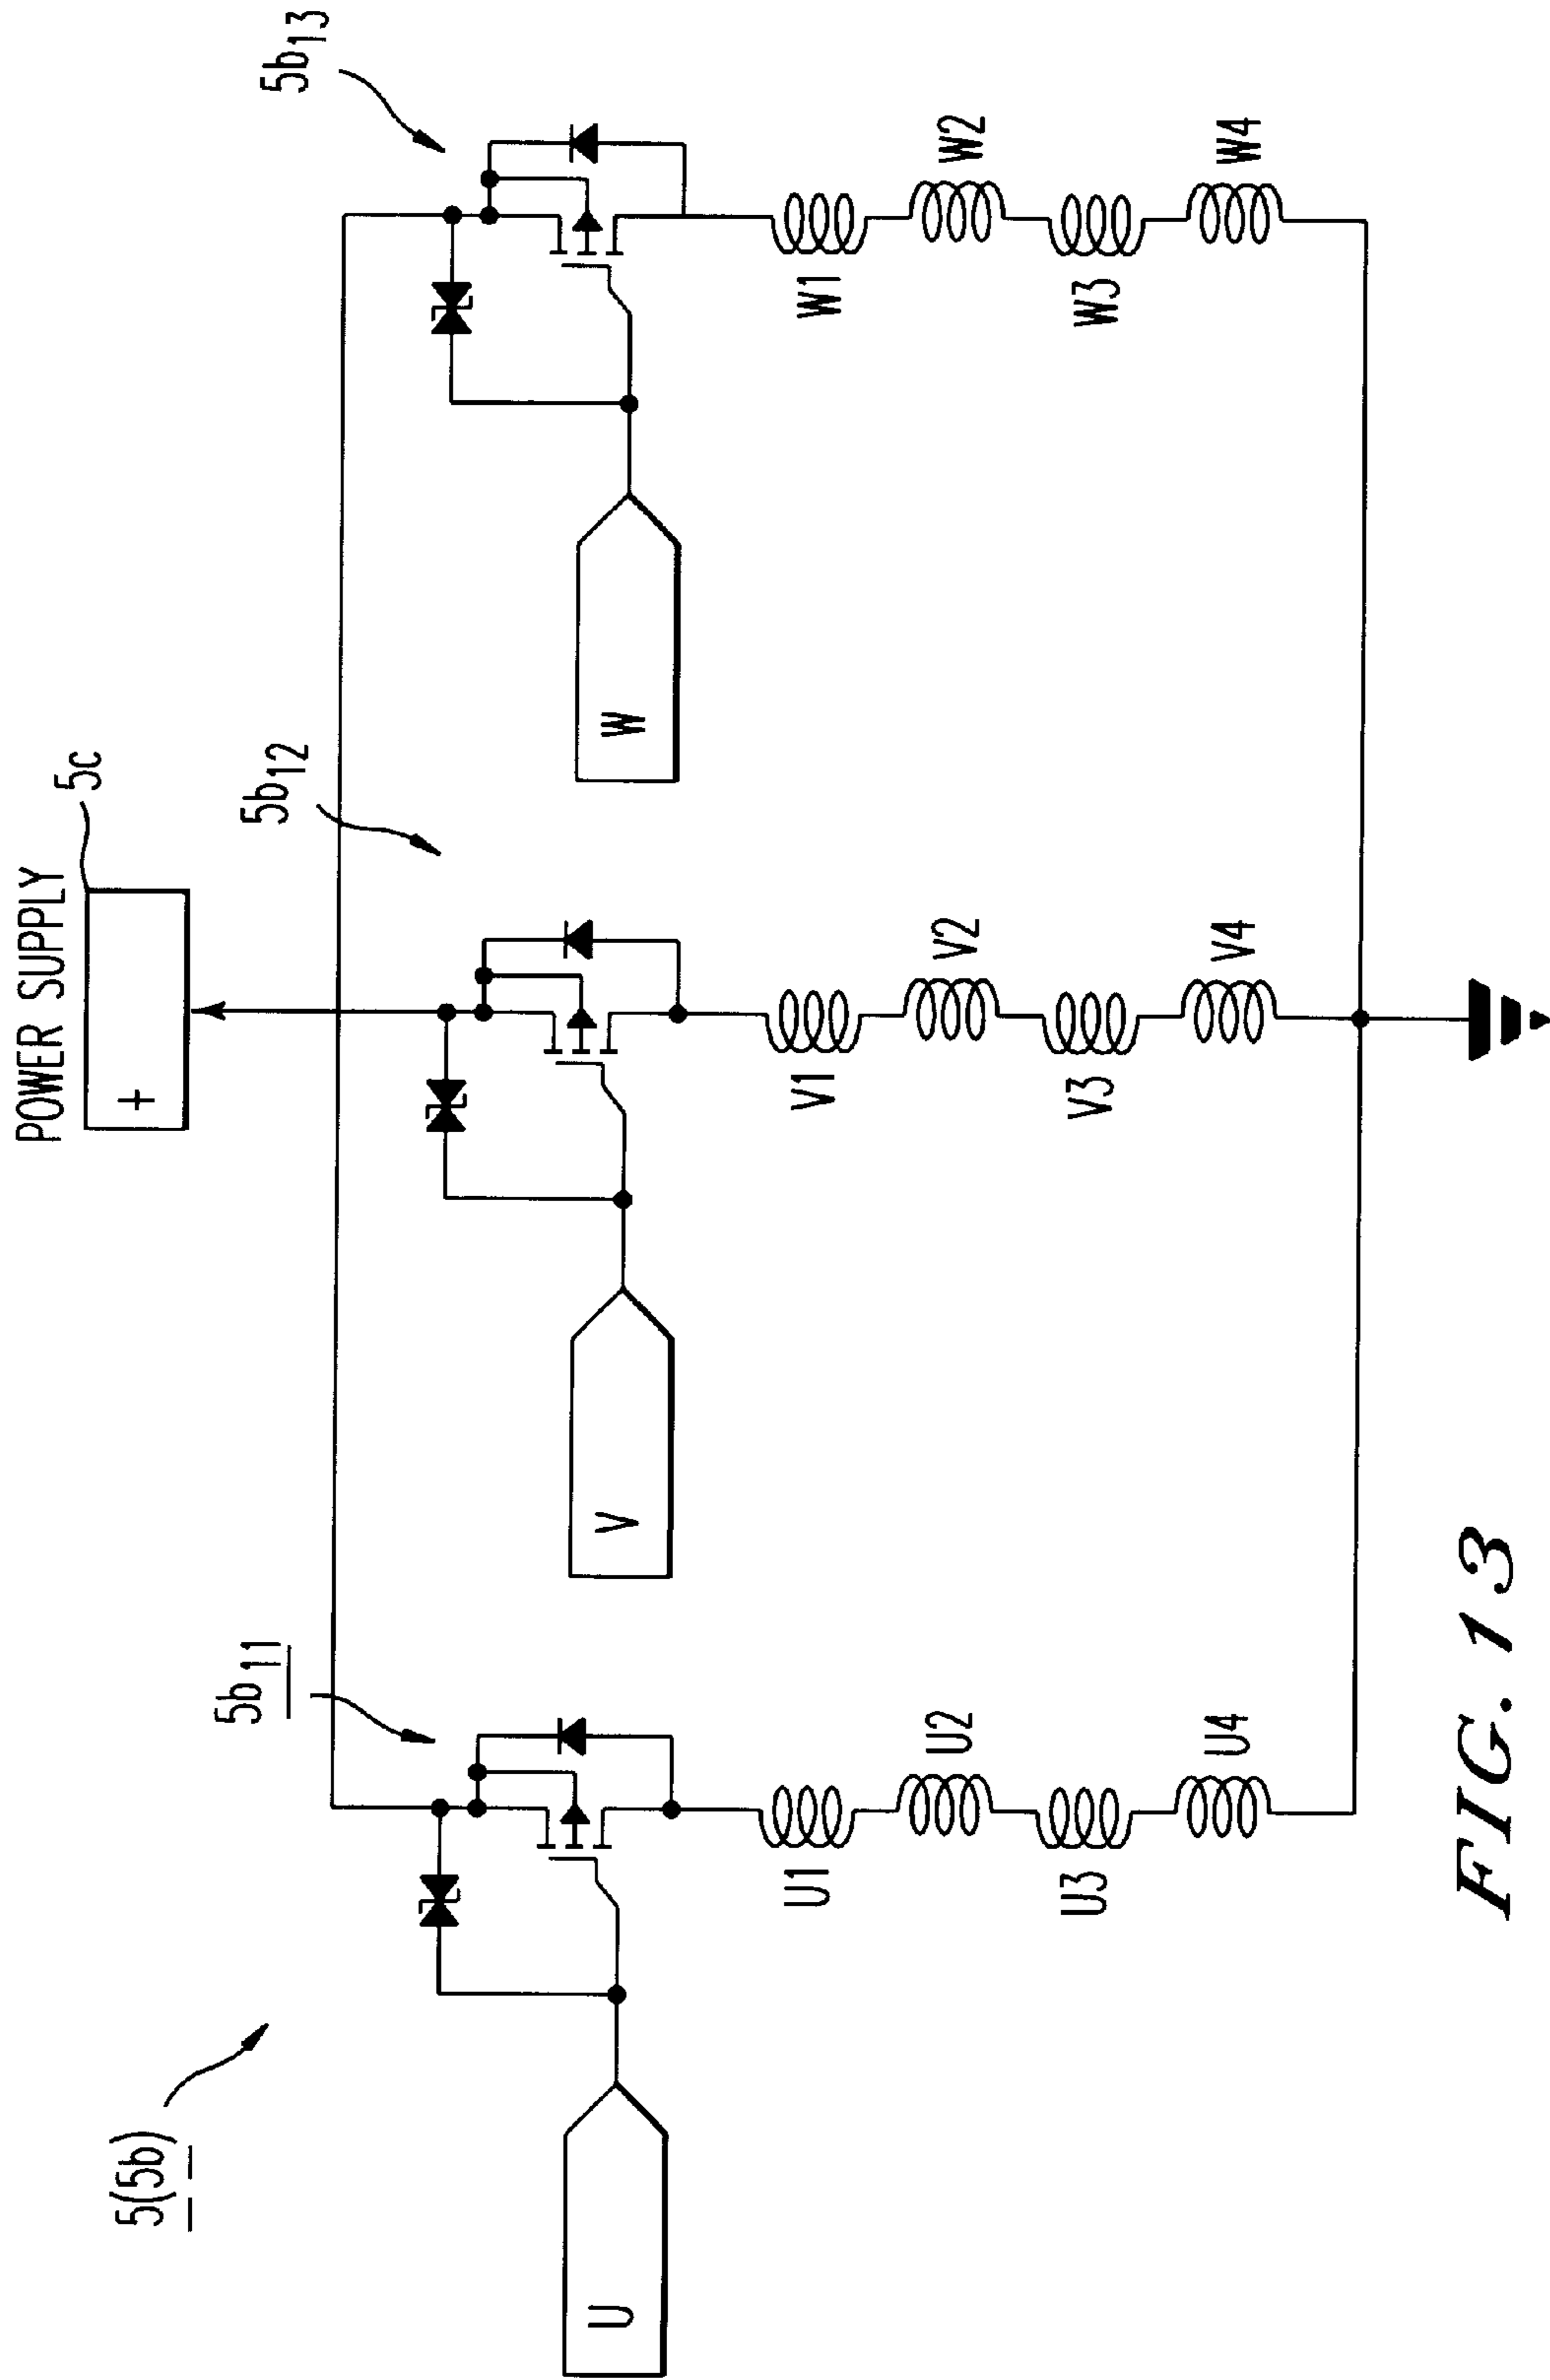 POWER SUPPLY
5c
+
5(5b)
5b11
5b12
5b13
U
V
W
U1
U2
U3
U4
V1
V2
V3
V4
W1
W2
W3
W4
FIG. 13